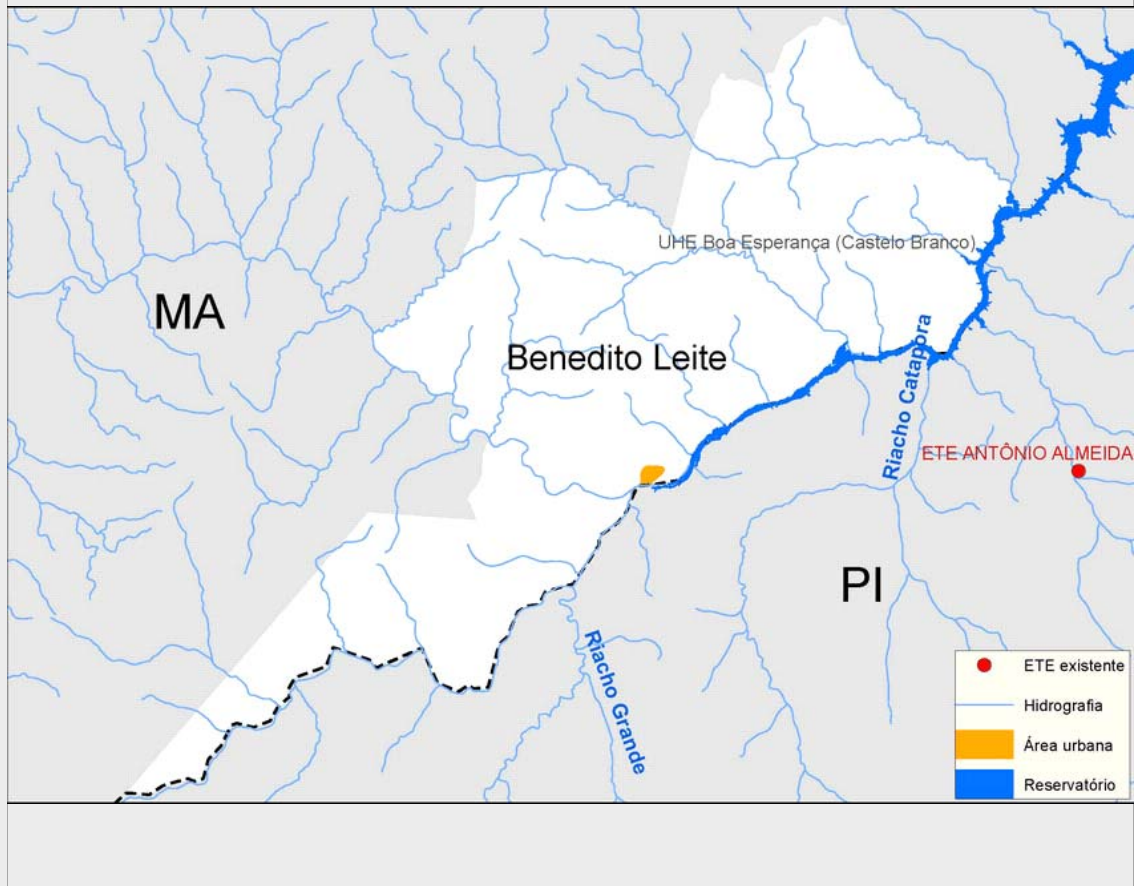 UHE Boa Esperança (Castelo Branco)
MA
Benedito Leite
Riacho Catapora
ETE ANTÔNIO ALMEIDA
PI
Riacho Grande
ETE existente
Hidrografia
Área urbana
Reservatório